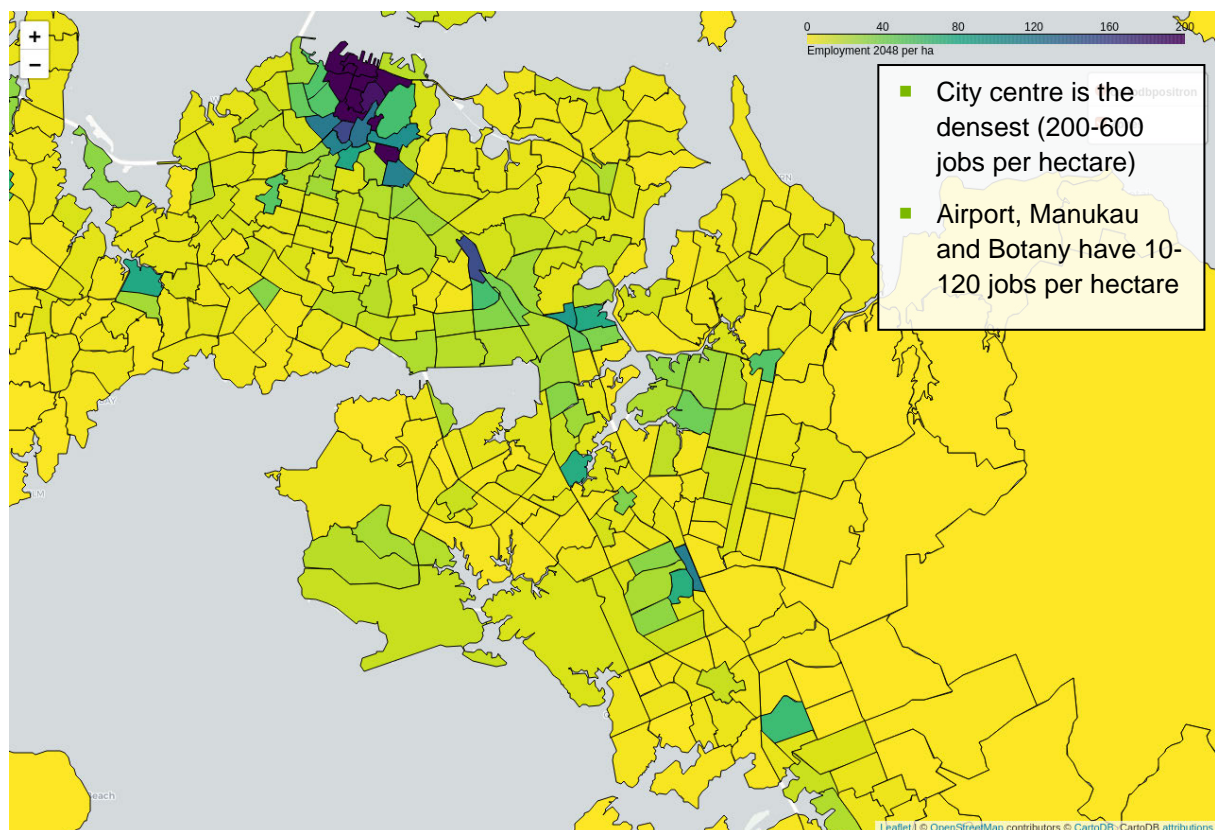 +
−
0 40 80 120 160 200
Employment 2048 per ha
City centre is the
densest (200-600
jobs per hectare)
Airport, Manukau
and Botany have 10-
120 jobs per hectare
Leaflet | © OpenStreetMap contributors © CartoDB, CartoDB attributions